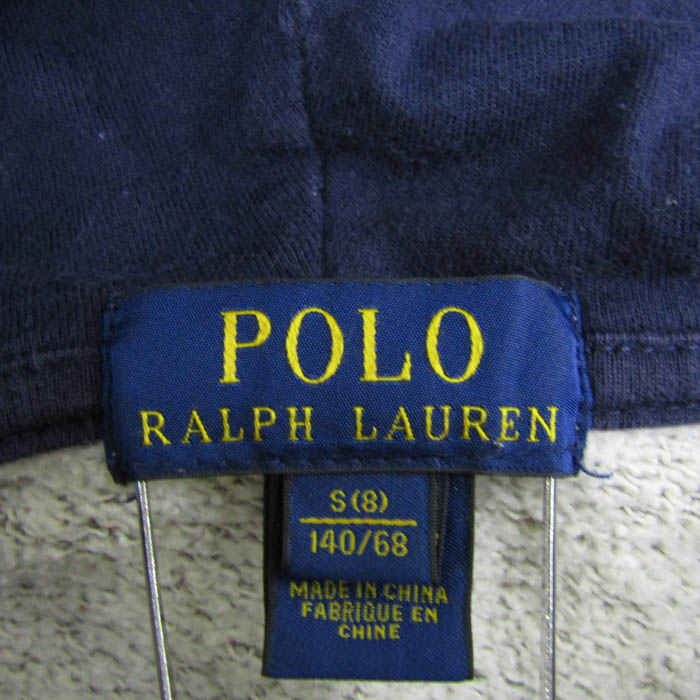 POLO
RALPH LAUREN
S(8)
140/68
MADE IN CHINA
FABRIQUE EN
CHINE